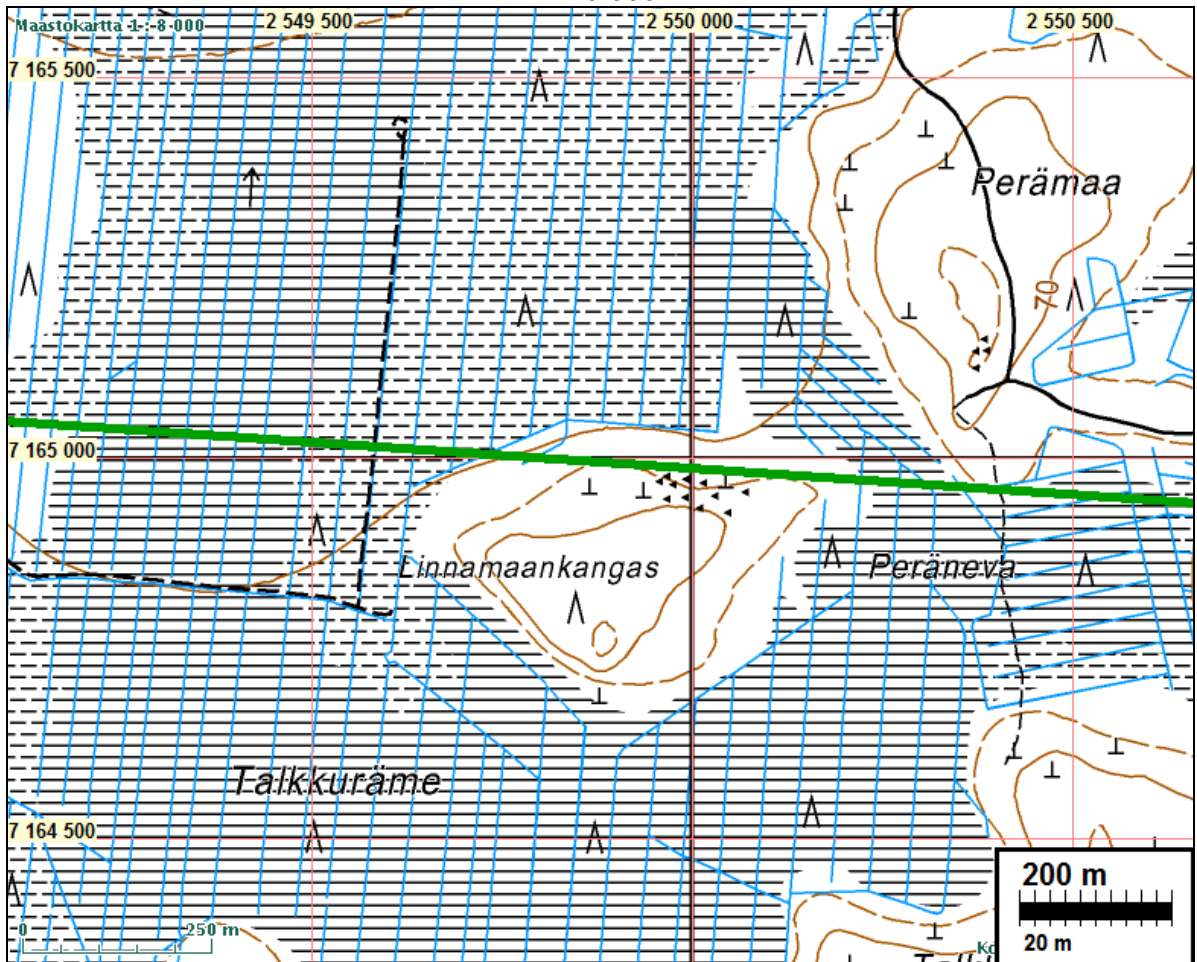 Maastokartta 1 : 8 000
2 549 500
2 550 000
2 550 500
7 165 500
Perämaa
70
7 165 000
Linnamaankangas
Peräneva
Talkkuräme
7 164 500
200 m
20 m
0 250 m